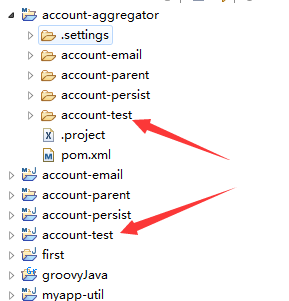 account-aggregator
.settings
account-email
account-parent
account-persist
account-test
.project
pom.xml
account-email
account-parent
account-persist
account-test
first
groovyJava
myapp-util